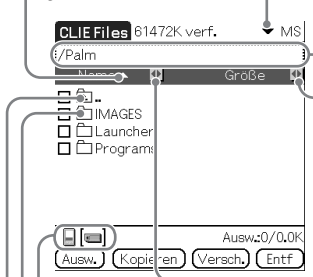 CLIE Files 61472K verf. MS
/Palm
Name Größe
..
IMAGES
Launcher
Programs
Ausw.:0/0.0K
Ausw. Kopieren Versch. Entf